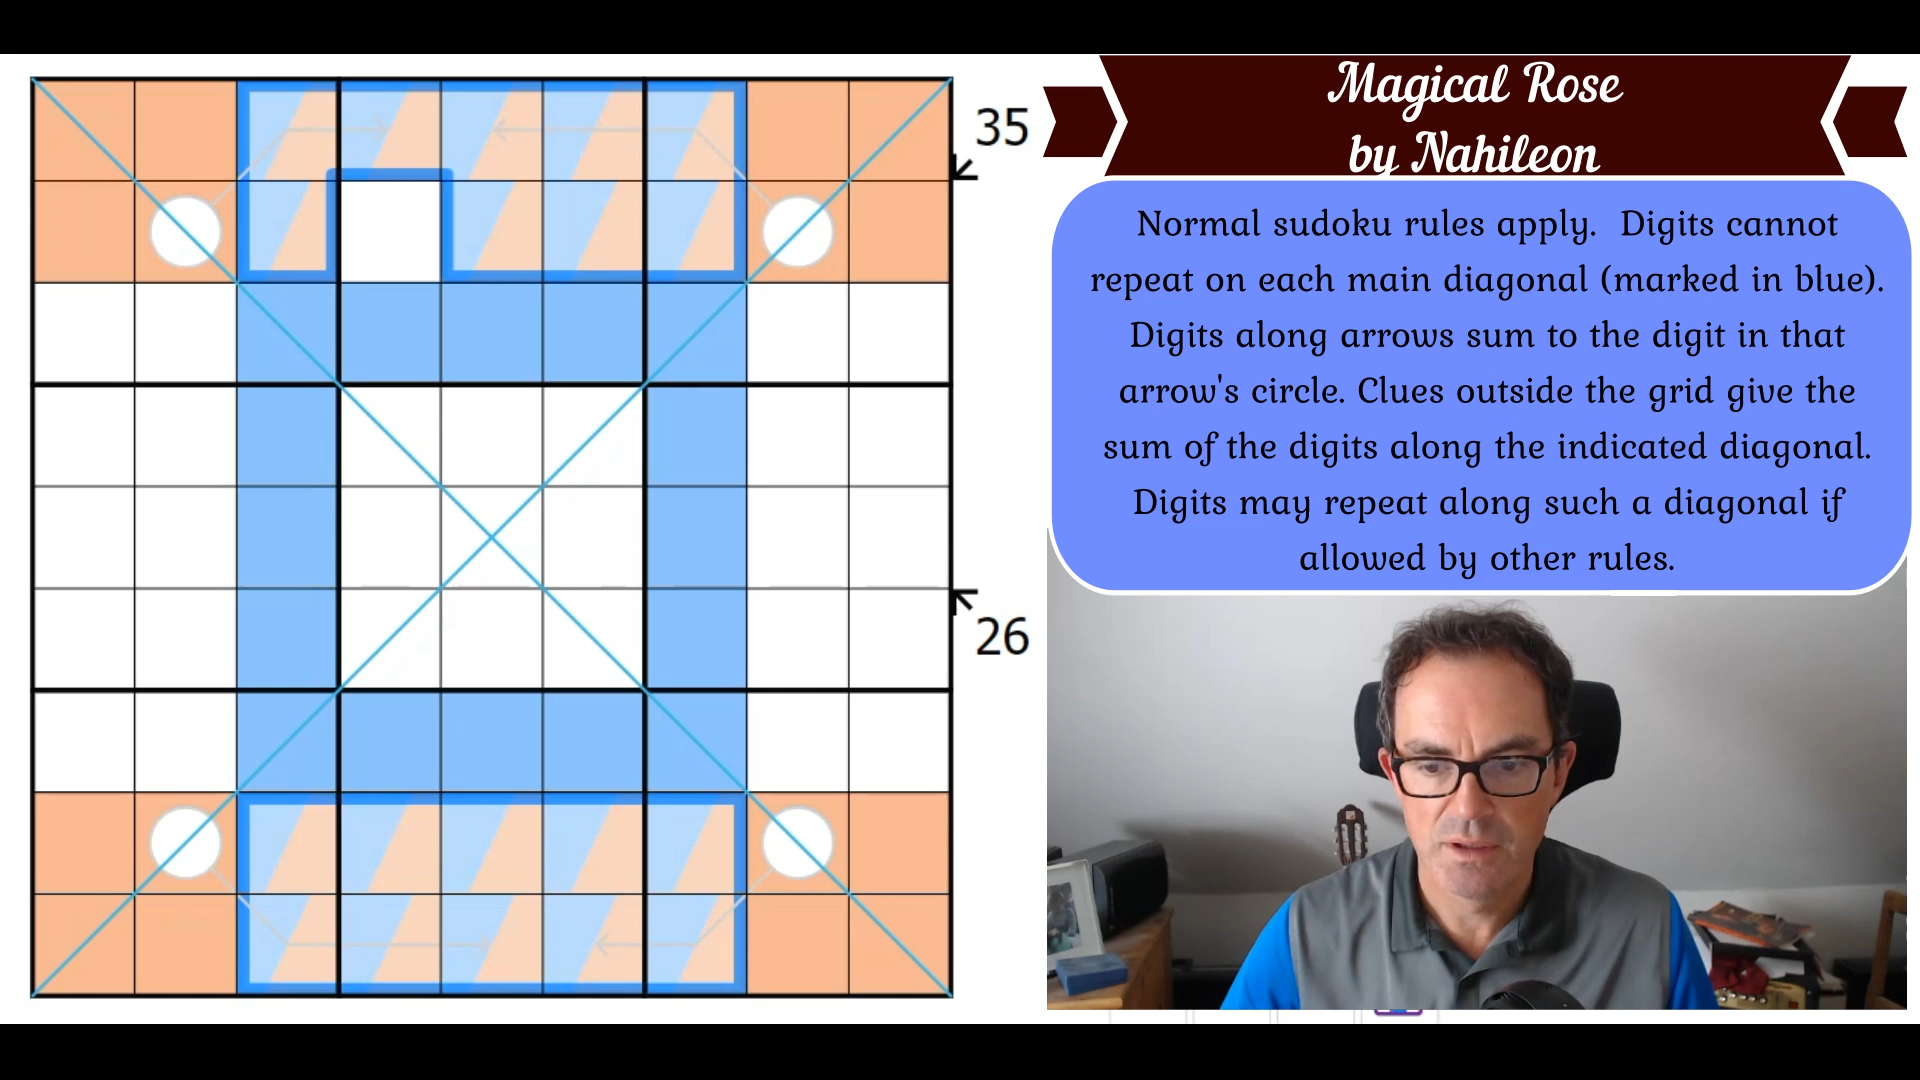 35
26
Magical Rose
by Nahileon
Normal sudoku rules apply. Digits cannot
repeat on each main diagonal (marked in blue).
Digits along arrows sum to the digit in that
arrow's circle. Clues outside the grid give the
sum of the digits along the indicated diagonal.
Digits may repeat along such a diagonal if
allowed by other rules.